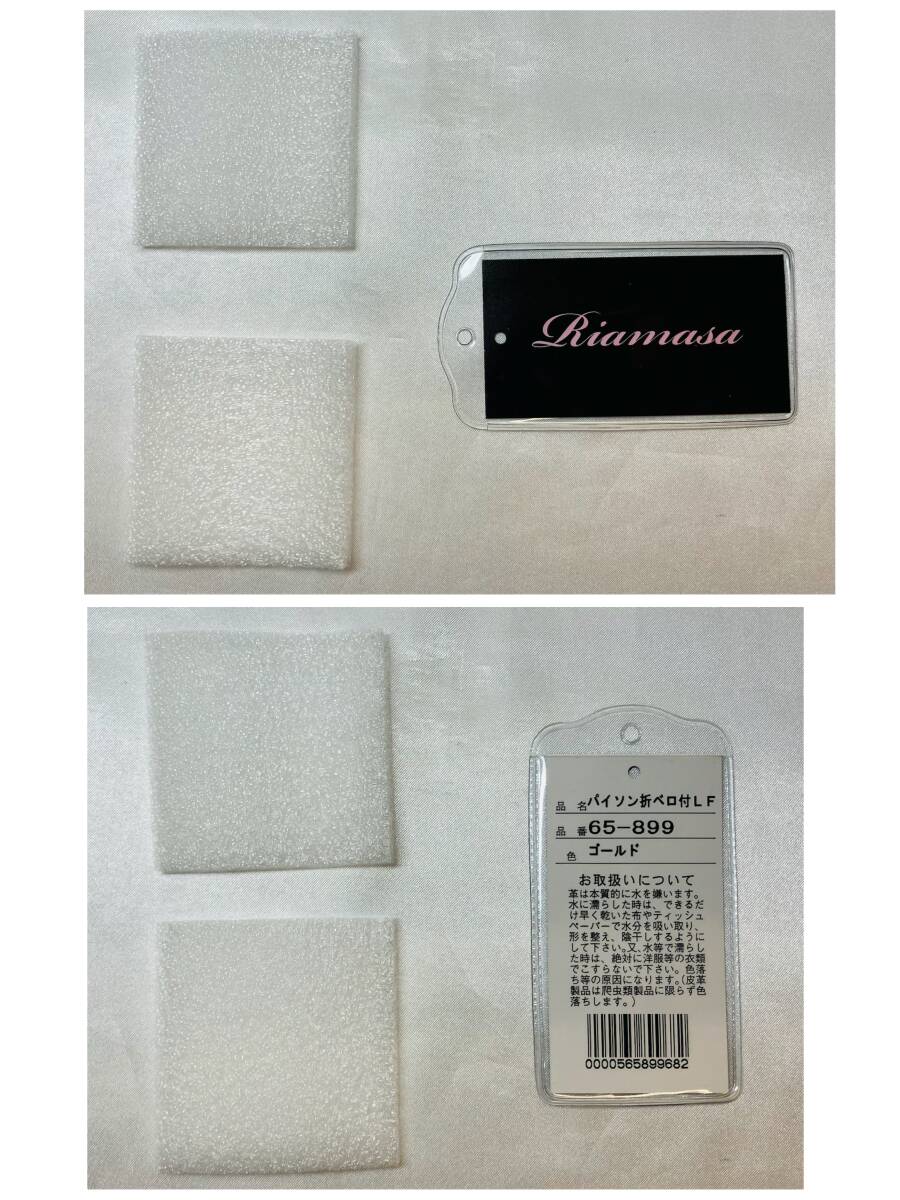 Riamasa
品名 パイソン折ベロ付LF
品番 65-899
色 ゴールド
お取扱いについて
革は本質的に水を嫌います。
水に濡らした時は、できるだ
け早く乾いた布やティッシュ
ペーパーで水分を吸い取り、
形を整え、陰干しするように
して下さい。又、水等で濡らし
た時は、絶対に洋服等の衣類
でこすらないで下さい。色落
ち等の原因になります。(皮革
製品は爬虫類製品に限らず色
落ちします。)
0000565899682